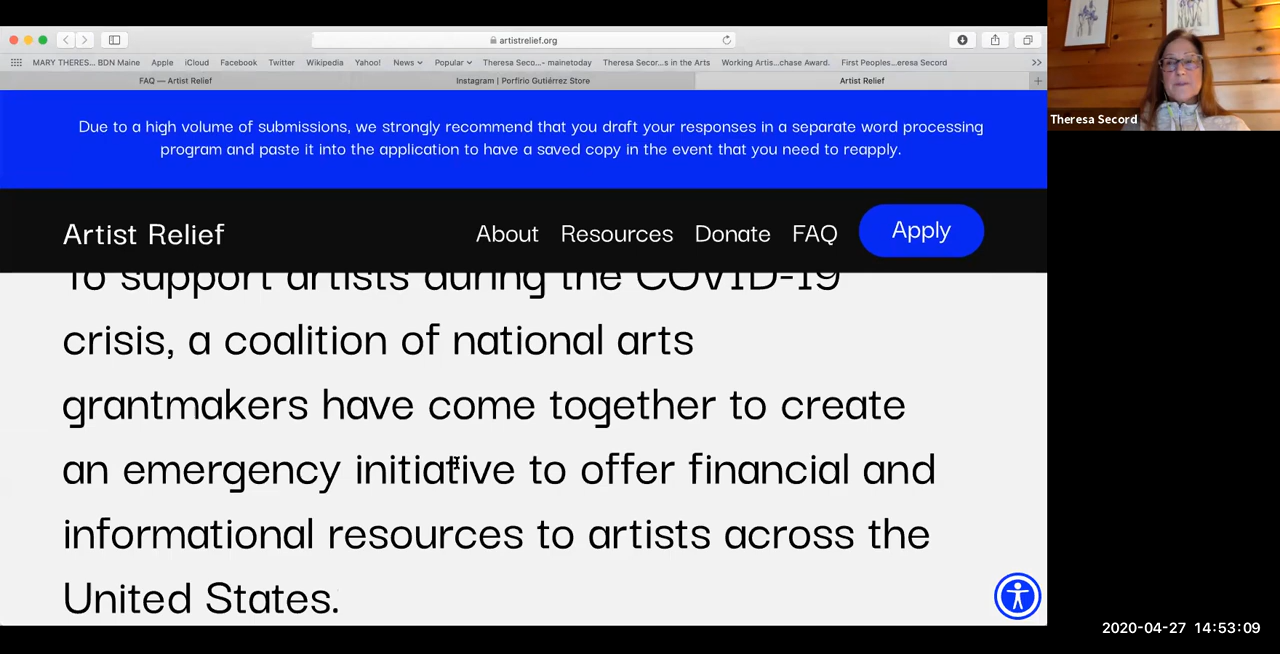 artistrelief.org
MARY THERES... BDN Maine Apple iCloud Facebook Twitter Wikipedia Yahoo! News Popular Theresa Seco...- mainetoday Theresa Secor...s in the Arts Working Artis...chase Award. First Peoples...eresa Secord
FAQ — Artist Relief Instagram | Porfirio Gutiérrez Store Artist Relief
Due to a high volume of submissions, we strongly recommend that you draft your responses in a separate word processing
program and paste it into the application to have a saved copy in the event that you need to reapply.
Artist Relief About Resources Donate FAQ Apply
To support artists during the COVID-19
crisis, a coalition of national arts
grantmakers have come together to create
an emergency initiative to offer financial and
informational resources to artists across the
United States.
Theresa Secord
2020-04-27 14:53:09